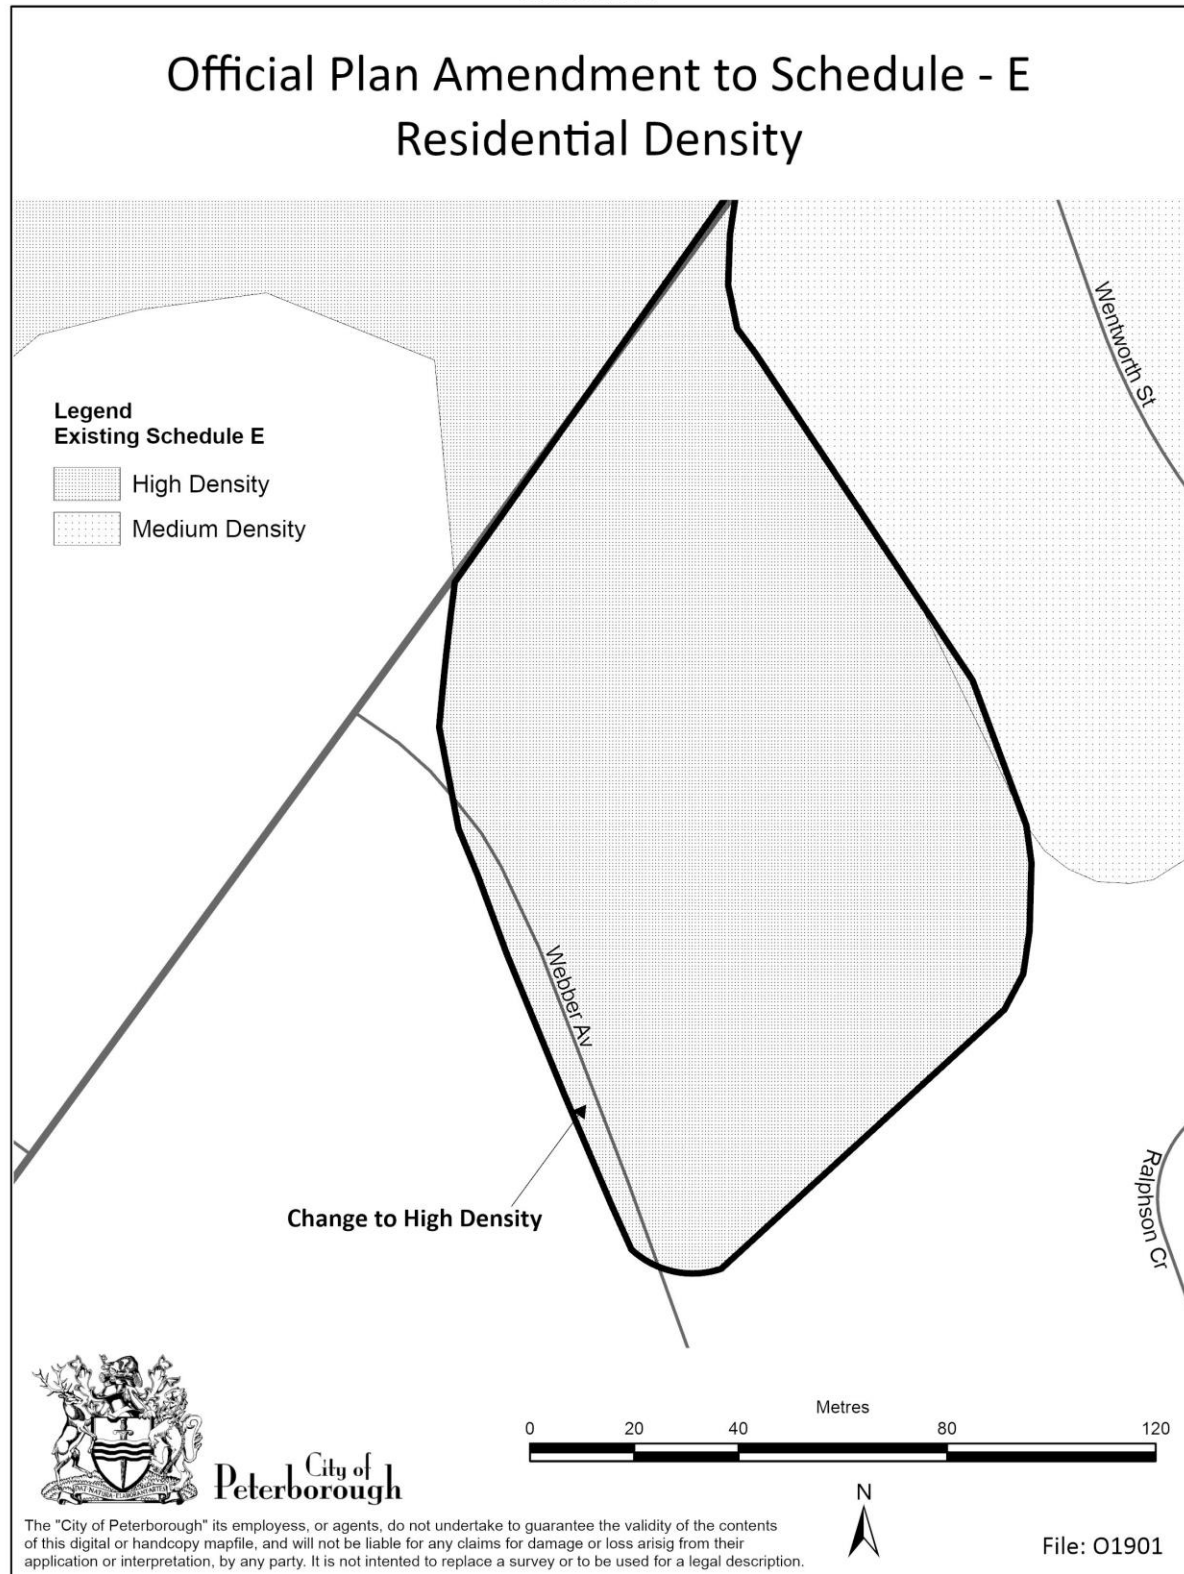 Official Plan Amendment to Schedule - E
Residential Density
Wentworth St
Legend
Existing Schedule E
High Density
Medium Density
Webber Av
Ralphson Cr
Change to High Density
Metres
0 20 40 80 120
City of
Peterborough
N
The "City of Peterborough" its employess, or agents, do not undertake to guarantee the validity of the contents
of this digital or handcopy mapfile, and will not be liable for any claims for damage or loss arisig from their
application or interpretation, by any party. It is not intended to replace a survey or to be used for a legal description.
File: O1901